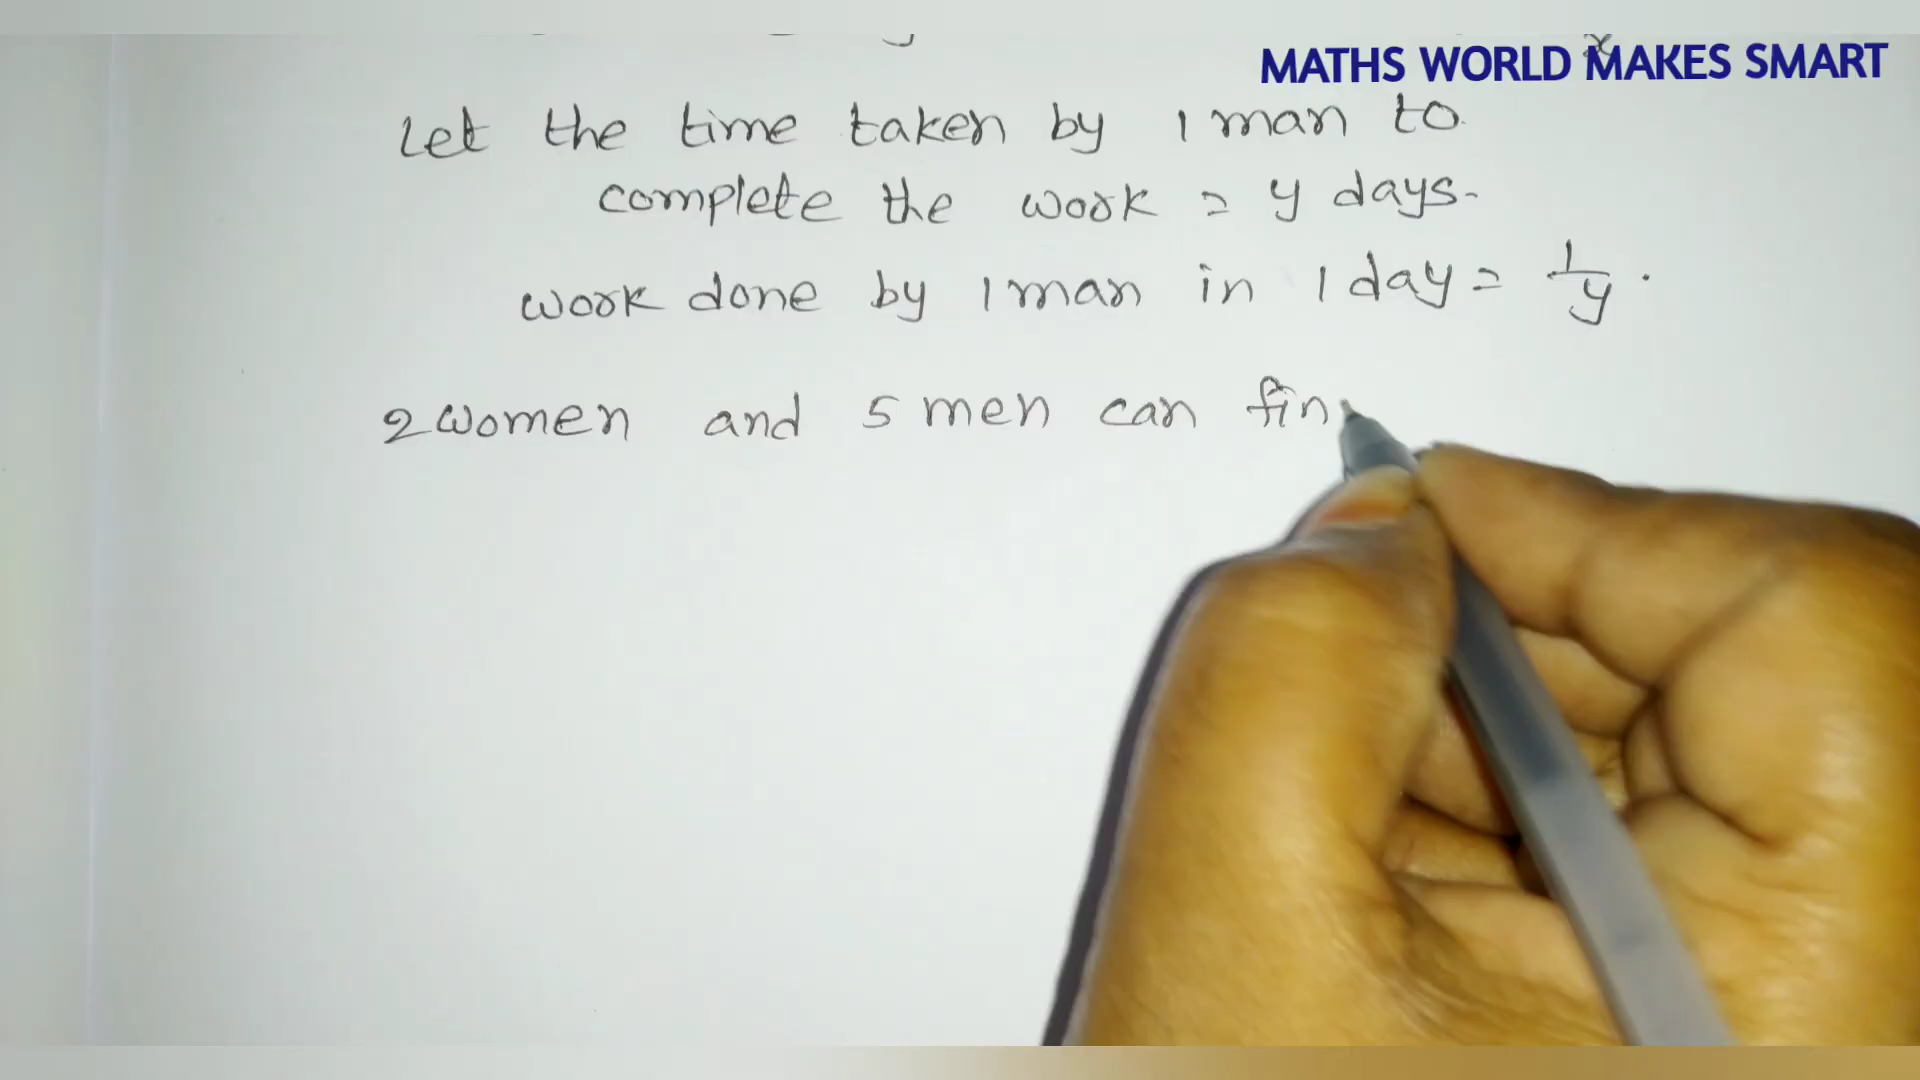 MATHS WORLD MAKES SMART
Let the time taken by 1 man to
complete the work = y days.
work done by 1 man in 1 day = 1/y .
2 women and 5 men can fin